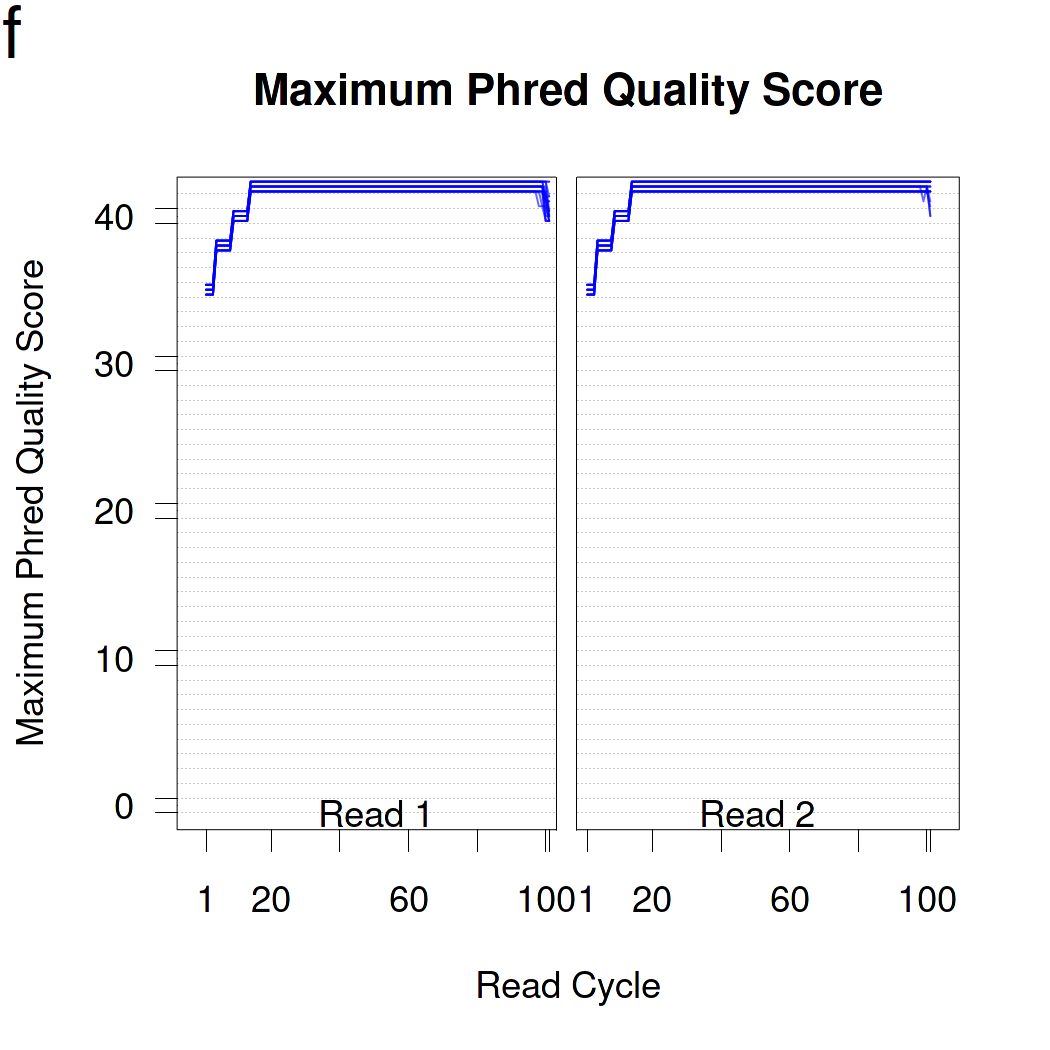 f
Maximum Phred Quality Score
Maximum Phred Quality Score
40
30
20
10
0
Read 1
Read 2
1 20 60 100
1 20 60 100
Read Cycle